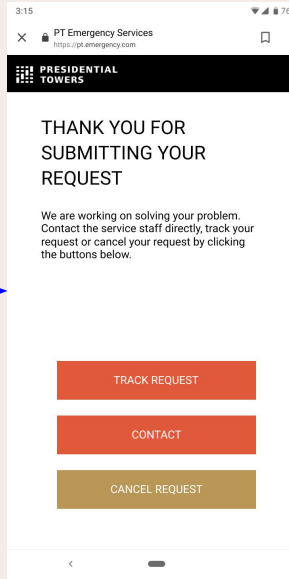 3:15 76
PT Emergency Services
https://pt.emergency.com
PRESIDENTIAL
TOWERS
THANK YOU FOR
SUBMITTING YOUR
REQUEST
We are working on solving your problem.
Contact the service staff directly, track your
request or cancel your request by clicking
the buttons below.
TRACK REQUEST
CONTACT
CANCEL REQUEST